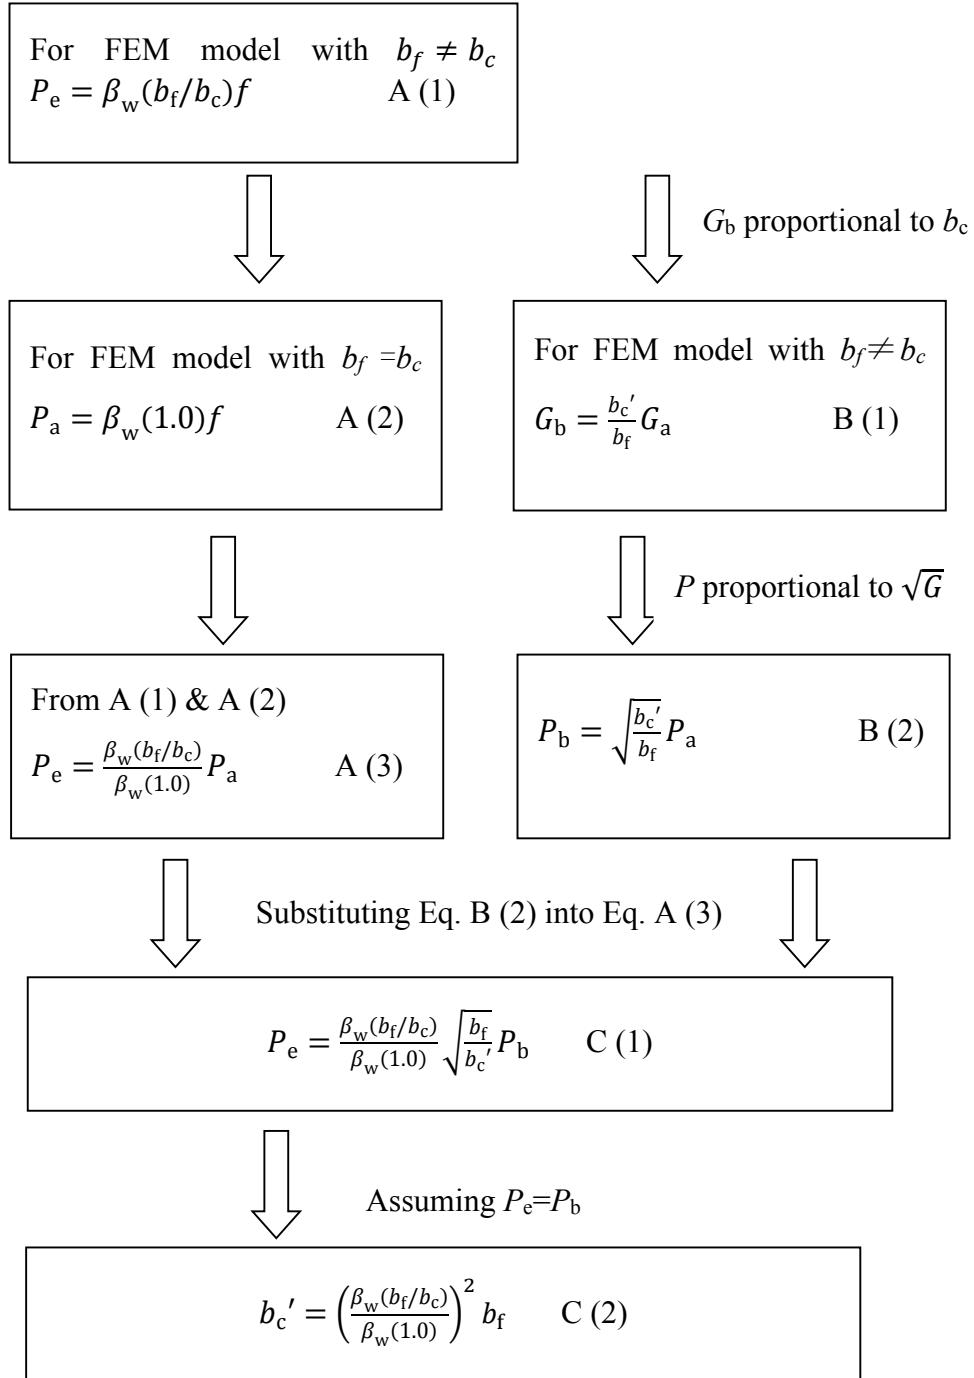 For FEM model with b_f ≠ b_c
P_e = β_w(b_f/b_c)f A (1)
G_b proportional to b_c
For FEM model with b_f =b_c
P_a = β_w(1.0)f A (2)
For FEM model with b_f≠b_c
G_b = b_c′/b_f G_a B (1)
P proportional to √G
From A (1) & A (2)
P_e = β_w(b_f/b_c)/β_w(1.0) P_a A (3)
P_b = √(b_c′/b_f) P_a B (2)
Substituting Eq. B (2) into Eq. A (3)
P_e = β_w(b_f/b_c)/β_w(1.0) √(b_f/b_c′) P_b C (1)
Assuming P_e=P_b
b_c′ = (β_w(b_f/b_c)/β_w(1.0))² b_f C (2)